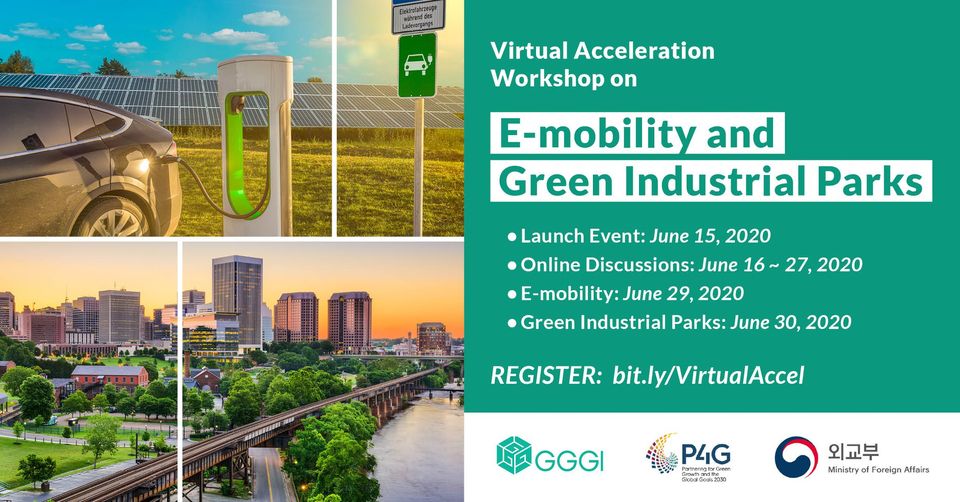 Elektrofahrzeuge
während des
Ladevorgangs
Virtual Acceleration
Workshop on
E-mobility and
Green Industrial Parks
• Launch Event: June 15, 2020
• Online Discussions: June 16 ~ 27, 2020
• E-mobility: June 29, 2020
• Green Industrial Parks: June 30, 2020
REGISTER: bit.ly/VirtualAccel
GGGI
P4G
Partnering for Green
Growth and the
Global Goals 2030
외교부
Ministry of Foreign Affairs